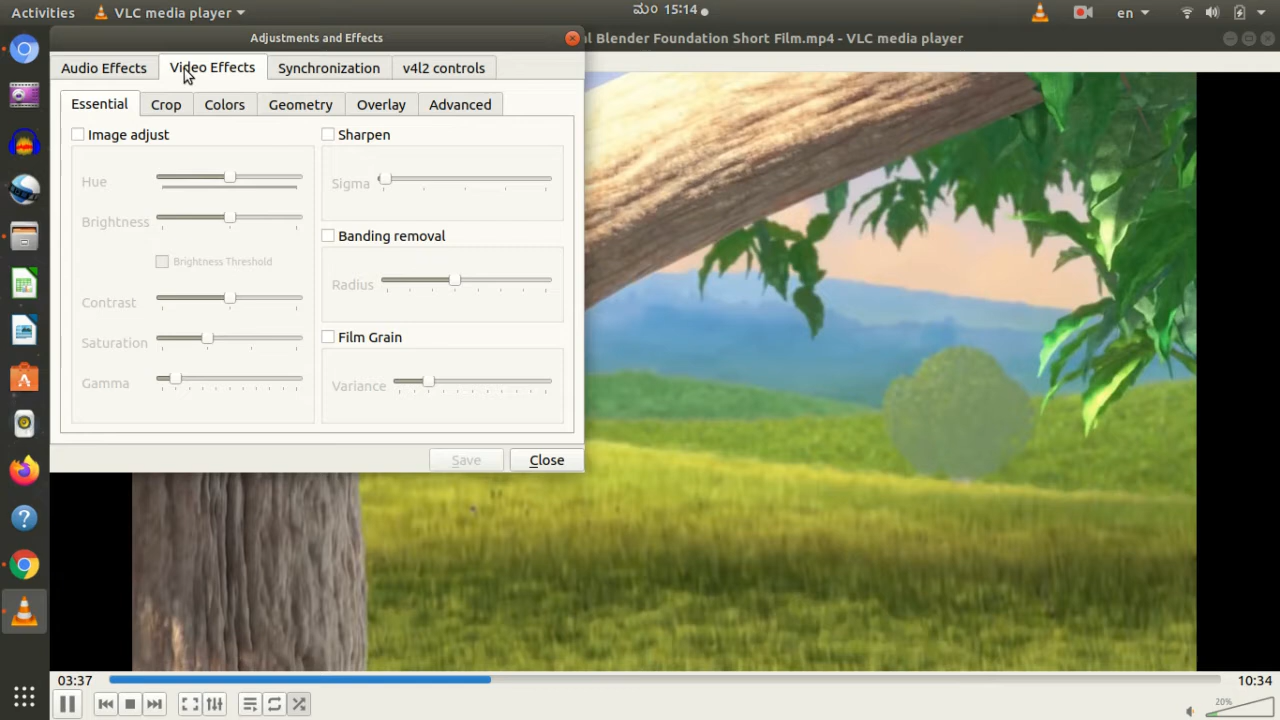 Activities VLC media player మం 15:14 en
Adjustments and Effects
l Blender Foundation Short Film.mp4 - VLC media player
Audio Effects Video Effects Synchronization v4l2 controls
Essential Crop Colors Geometry Overlay Advanced
Image adjust Sharpen
Hue Sigma
Brightness
Banding removal
Brightness Threshold
Radius
Contrast
Saturation Film Grain
Gamma Variance
Save Close
03:37 10:34
20%